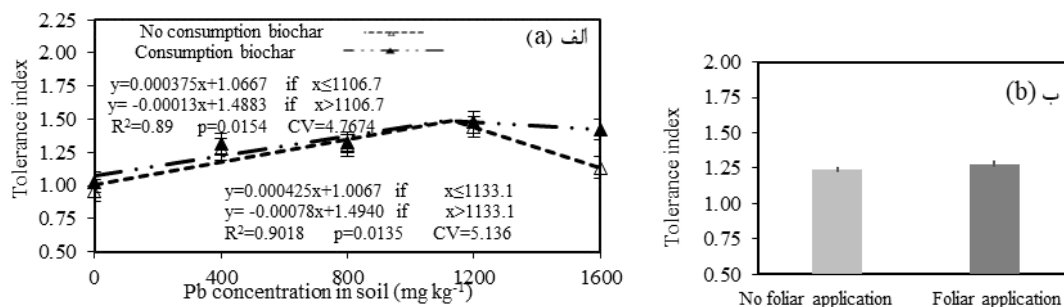 2.25
2.00
1.75
1.50
1.25
1.00
0.75
0.50
Tolerance index
No consumption biochar
Consumption biochar
الف (a)
y=0.000375x+1.0667 if x≤1106.7
y= -0.00013x+1.4883 if x>1106.7
R²=0.89 p=0.0154 CV=4.7674
y=0.000425x+1.0067 if x≤1133.1
y= -0.00078x+1.4940 if x>1133.1
R²=0.9018 p=0.0135 CV=5.136
0 400 800 1200 1600
Pb concentration in soil (mg kg⁻¹)
2.00
1.75
1.50
1.25
1.00
0.75
0.50
Tolerance index
ب (b)
No foliar application Foliar application